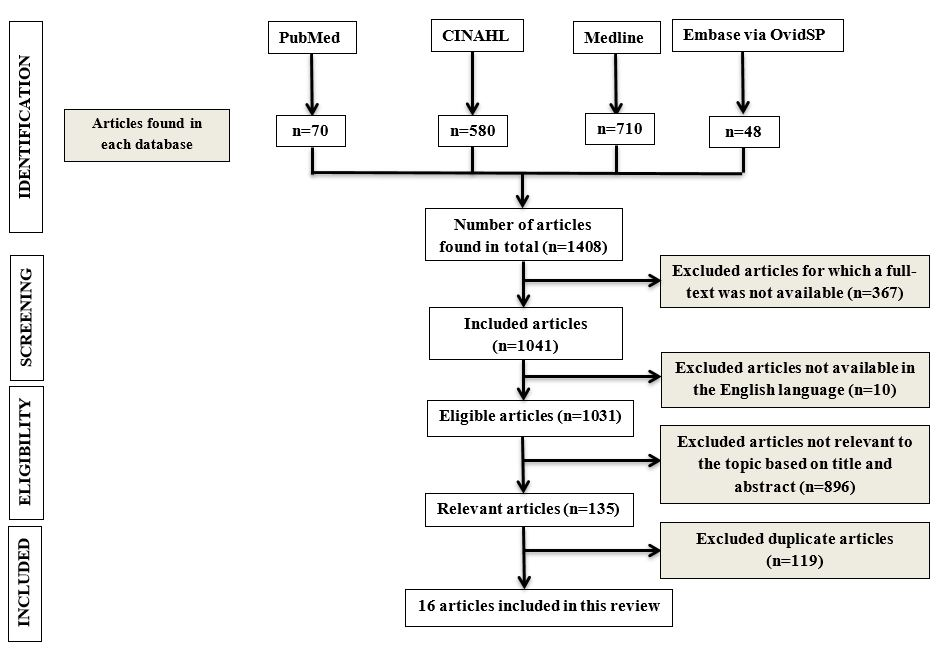 IDENTIFICATION
PubMed
CINAHL
Medline
Embase via OvidSP
Articles found in
each database
n=70
n=580
n=710
n=48
Number of articles
found in total (n=1408)
SCREENING
Excluded articles for which a full-
text was not available (n=367)
Included articles
(n=1041)
Excluded articles not available in
the English language (n=10)
ELIGIBILITY
Eligible articles (n=1031)
Excluded articles not relevant to
the topic based on title and
abstract (n=896)
Relevant articles (n=135)
INCLUDED
Excluded duplicate articles
(n=119)
16 articles included in this review